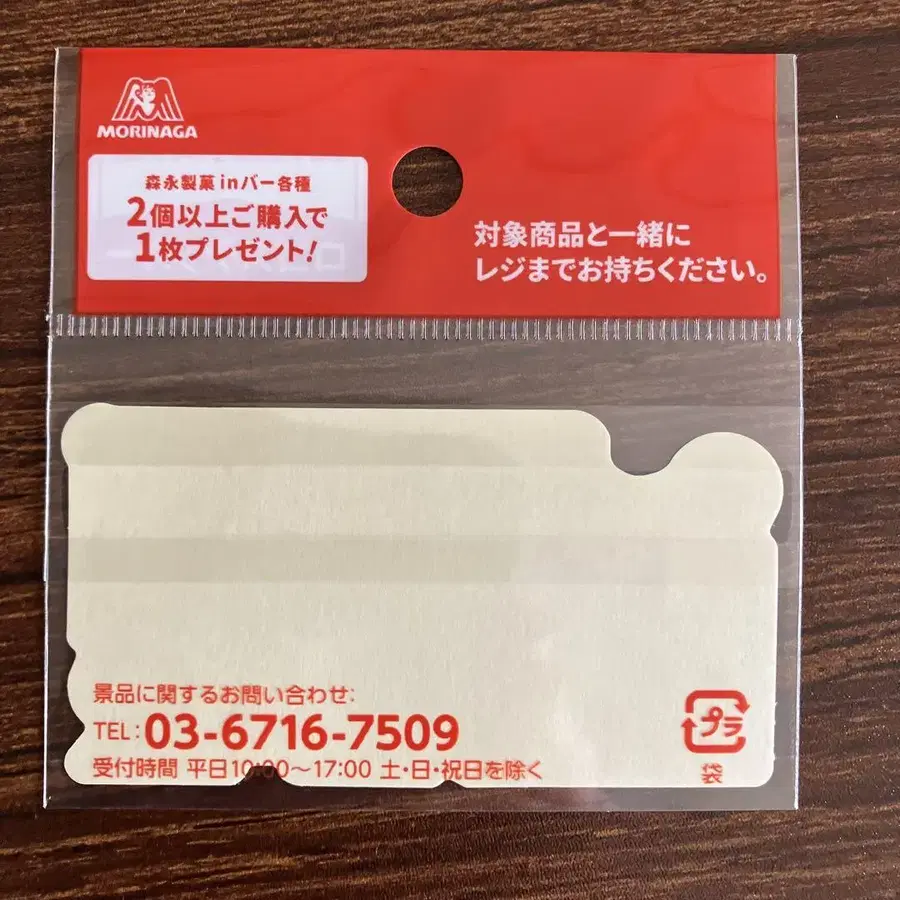 MORINAGA
森永製菓inバー各種
2個以上ご購入で
1枚プレゼント!
対象商品と一緒に
レジまでお持ちください。
景品に関するお問い合わせ:
TEL:03-6716-7509
受付時間 平日10:00〜17:00 土・日・祝日を除く
プラ
袋